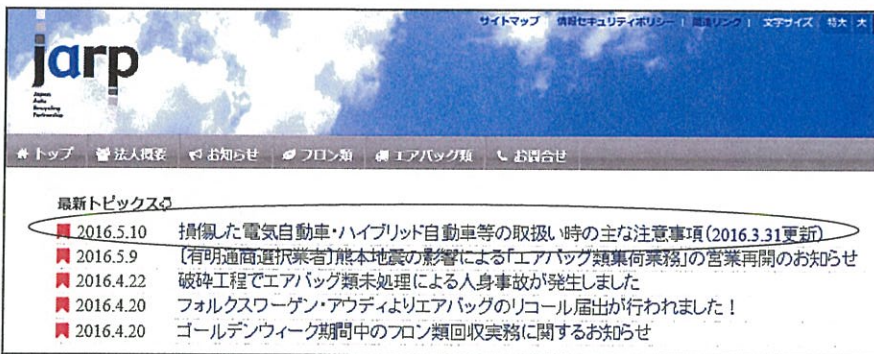 サイトマップ 情報セキュリティポリシー | 関連リンク | 文字サイズ 特大 大
jarp
Japan
Auto
Recycling
Partnership
トップ 法人概要 お知らせ フロン類 エアバッグ類 お問合せ
最新トピックス
2016.5.10 損傷した電気自動車・ハイブリッド自動車等の取扱い時の主な注意事項(2016.3.31更新)
2016.5.9 [有明通商選択業者]熊本地震の影響による「エアバッグ類集荷業務」の営業再開のお知らせ
2016.4.22 破砕工程でエアバッグ類未処理による人身事故が発生しました
2016.4.20 フォルクスワーゲン・アウディよりエアバッグのリコール届出が行われました!
2016.4.20 ゴールデンウィーク期間中のフロン類回収実務に関するお知らせ